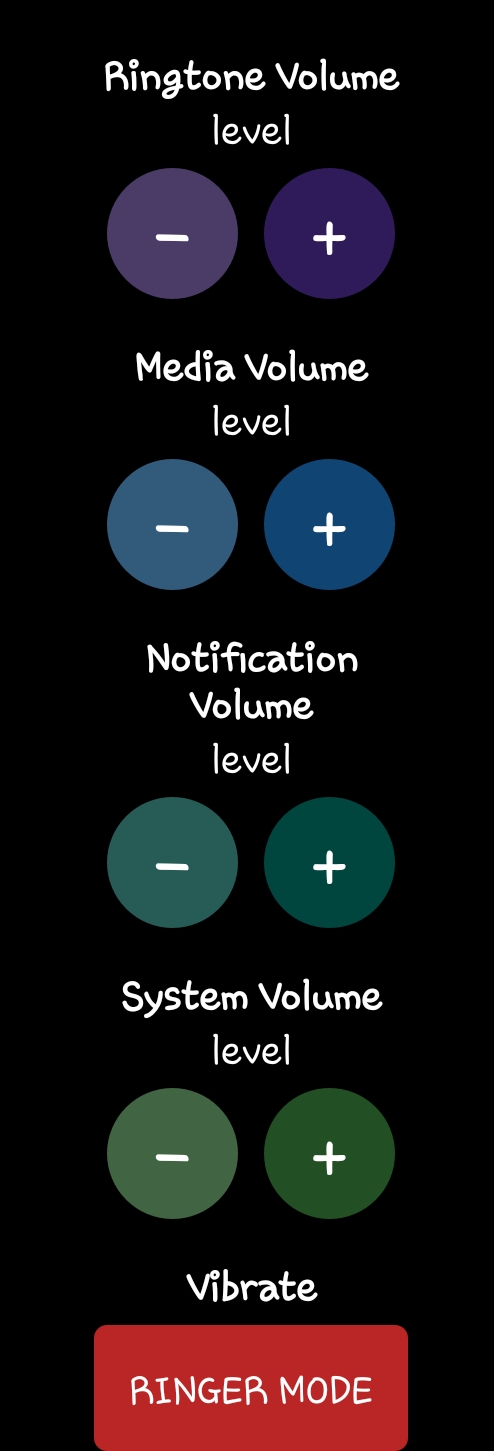 Ringtone Volume
level
− +
Media Volume
level
− +
Notification
Volume
level
− +
System Volume
level
− +
Vibrate
RINGER MODE